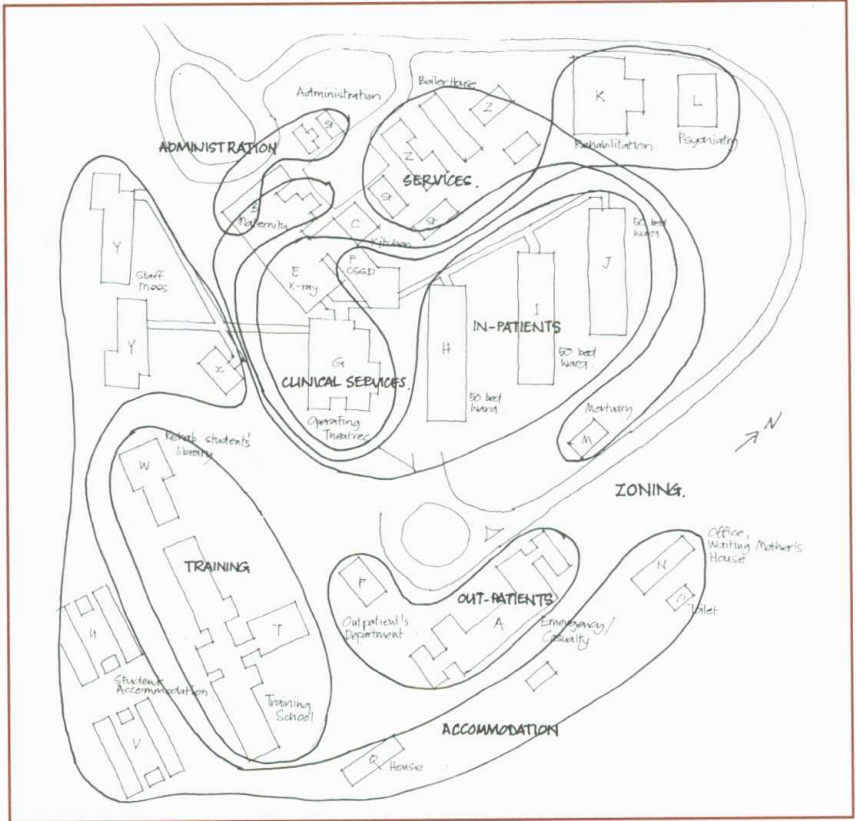 Boiler House
Administration
St
Z
K
L
Rehabilitation
Psychiatry
ADMINISTRATION
Z
SERVICES.
St
St
Maternity
C
Kitchen
50 bed
ward
Y
Staff
Mess
E
X-ray
F
CSSD
J
Y
H
I
IN-PATIENTS
50 bed
ward.
X
G
CLINICAL SERVICES.
50 bed
ward
Operating
Theatres
Mortuary
M
N
Rehab students'
library
W
ZONING.
Office,
Waiting Mother's
House
N
TRAINING
P
OUT-PATIENTS
A
Outpatient's
Department
Emergency/
Casualty
Toilet
U
T
Student
Accommodation
Training
School
V
ACCOMMODATION
Q
House